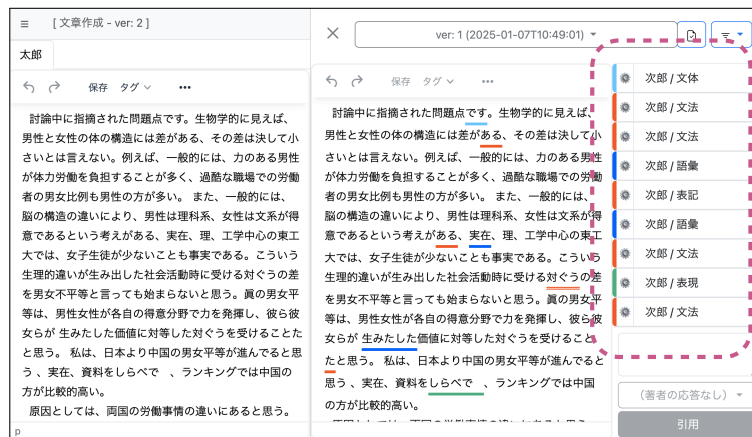 [ 文章作成 - ver: 2 ]
太郎
保存 タグ
討論中に指摘された問題点です。生物学的に見えば、
男性と女性の体の構造には差がある、その差は決して小
さいとは言えない。例えば、一般的には、力のある男性
が体力労働を負担することが多く、過酷な職場での労働
者の男女比例も男性の方が多い。 また、一般的には、
脳の構造の違いにより、男性は理科系、女性は文系が得
意であるという考えがある、実在、理、工学中心の東工
大では、女子生徒が少ないことも事実である。こういう
生理的違いが生み出した社会活動時に受ける対ぐうの差
を男女不平等と言っても始まらないと思う。眞の男女平
等は、男性女性が各自の得意分野で力を発揮し、彼ら彼
女らが 生みたした価値に対等した対ぐうを受けることた
と思う。 私は、日本より中国の男女平等が進んでると思
う 、実在、資料をしらべで 、ランキングでは中国の
方が比較的高い。
原因としては、両国の労働事情の違いにあると思う。
p
ver: 1 (2025-01-07T10:49:01)
保存 タグ
討論中に指摘された問題点です。生物学的に見えば、
男性と女性の体の構造には差がある、その差は決して小
さいとは言えない。例えば、一般的には、力のある男性
が体力労働を負担することが多く、過酷な職場での労働
者の男女比例も男性の方が多い。 また、一般的には、
脳の構造の違いにより、男性は理科系、女性は文系が得
意であるという考えがある、実在、理、工学中心の東工
大では、女子生徒が少ないことも事実である。こういう
生理的違いが生み出した社会活動時に受ける対ぐうの差
を男女不平等と言っても始まらないと思う。眞の男女平
等は、男性女性が各自の得意分野で力を発揮し、彼ら彼
女らが 生みたした価値に対等した対ぐうを受けること
たと思う。 私は、日本より中国の男女平等が進んでると
思う 、実在、資料をしらべで 、ランキングでは中国
の方が比較的高い。
次郎 / 文体
次郎 / 文法
次郎 / 文法
次郎 / 語彙
次郎 / 表記
次郎 / 語彙
次郎 / 文法
次郎 / 表現
次郎 / 文法
(著者の応答なし)
引用